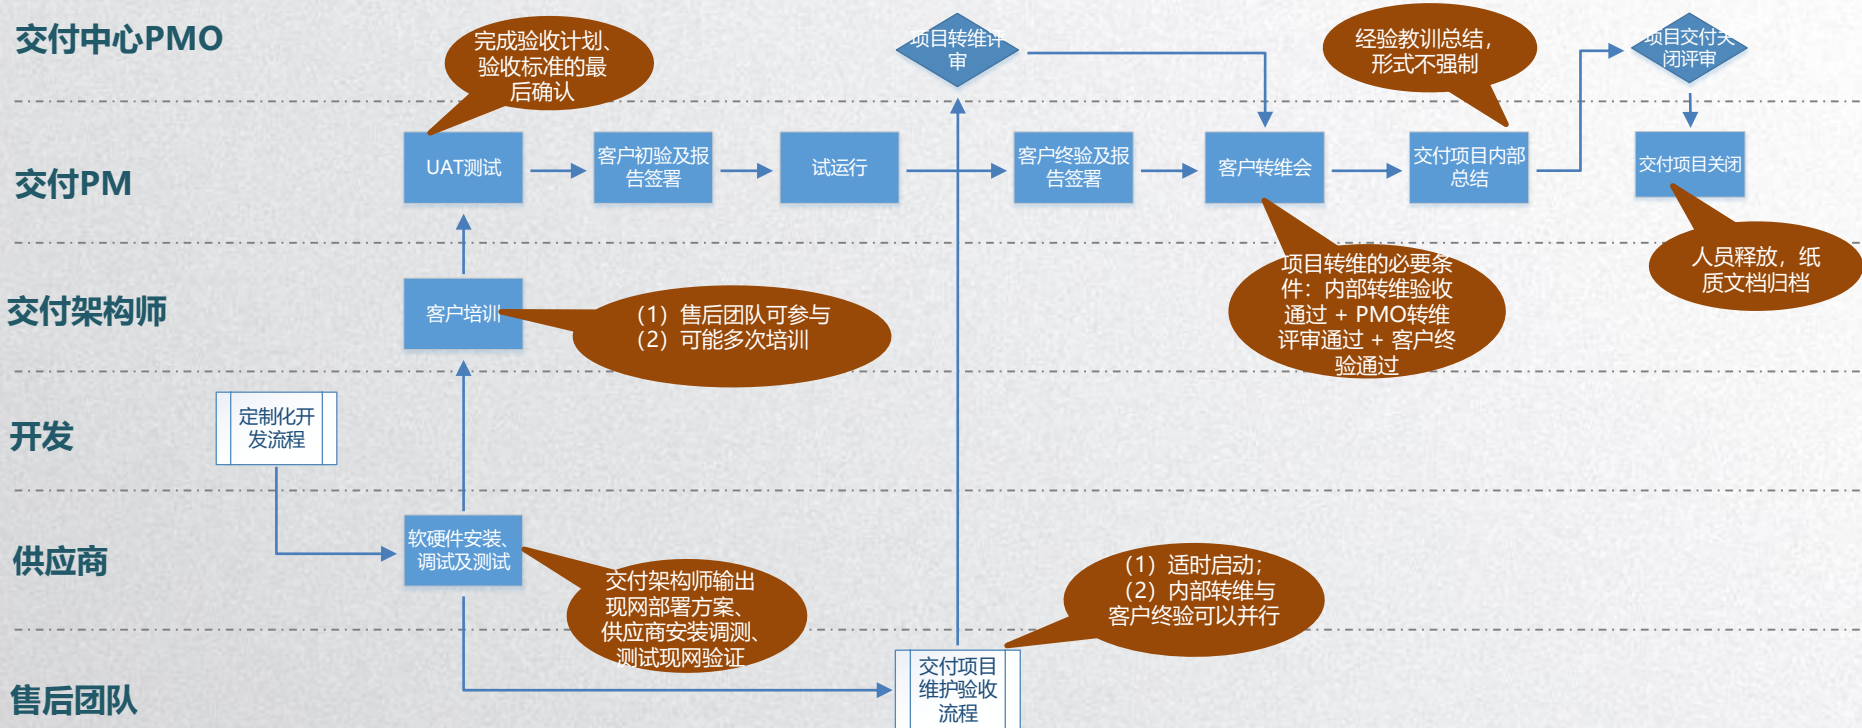 交付中心PMO
完成验收计划、
验收标准的最
后确认
项目转维评
审
经验教训总结，
形式不强制
项目交付关
闭评审
交付PM
UAT测试
客户初验及报
告签署
试运行
客户终验及报
告签署
客户转维会
交付项目内部
总结
交付项目关闭
交付架构师
客户培训
（1）售后团队可参与
（2）可能多次培训
项目转维的必要条
件：内部转维验收
通过 + PMO转维
评审通过 + 客户终
验通过
人员释放，纸
质文档归档
开发
定制化开
发流程
供应商
软硬件安装、
调试及测试
交付架构师输出
现网部署方案、
供应商安装调测、
测试现网验证
（1）适时启动；
（2）内部转维与
客户终验可以并行
售后团队
交付项目
维护验收
流程